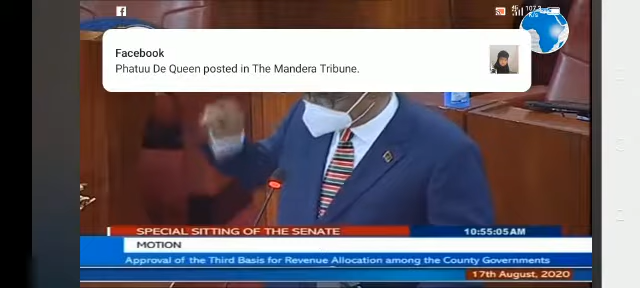 Facebook
Phatuu De Queen posted in The Mandera Tribune.
SPECIAL SITTING OF THE SENATE
10:55:05AM
MOTION
Approval of the Third Basis for Revenue Allocation among the County Governments
17th August, 2020